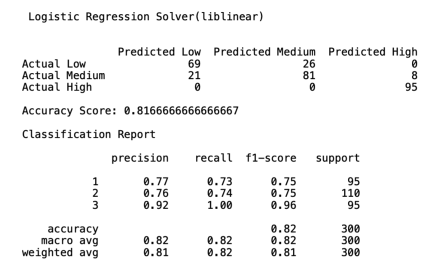 Logistic Regression Solver(liblinear)
Predicted Low Predicted Medium Predicted High
Actual Low 69 26 0
Actual Medium 21 81 8
Actual High 0 0 95
Accuracy Score: 0.8166666666666667
Classification Report
precision recall f1-score support
1 0.77 0.73 0.75 95
2 0.76 0.74 0.75 110
3 0.92 1.00 0.96 95
accuracy 0.82 300
macro avg 0.82 0.82 0.82 300
weighted avg 0.81 0.82 0.81 300